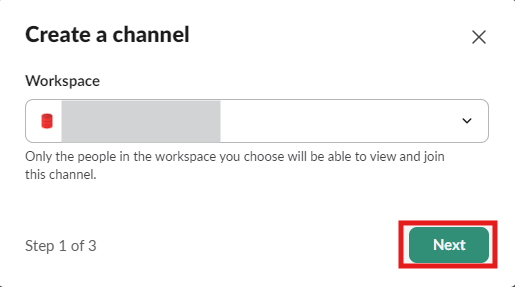 Create a channel
Workspace
Only the people in the workspace you choose will be able to view and join
this channel.
Step 1 of 3
Next